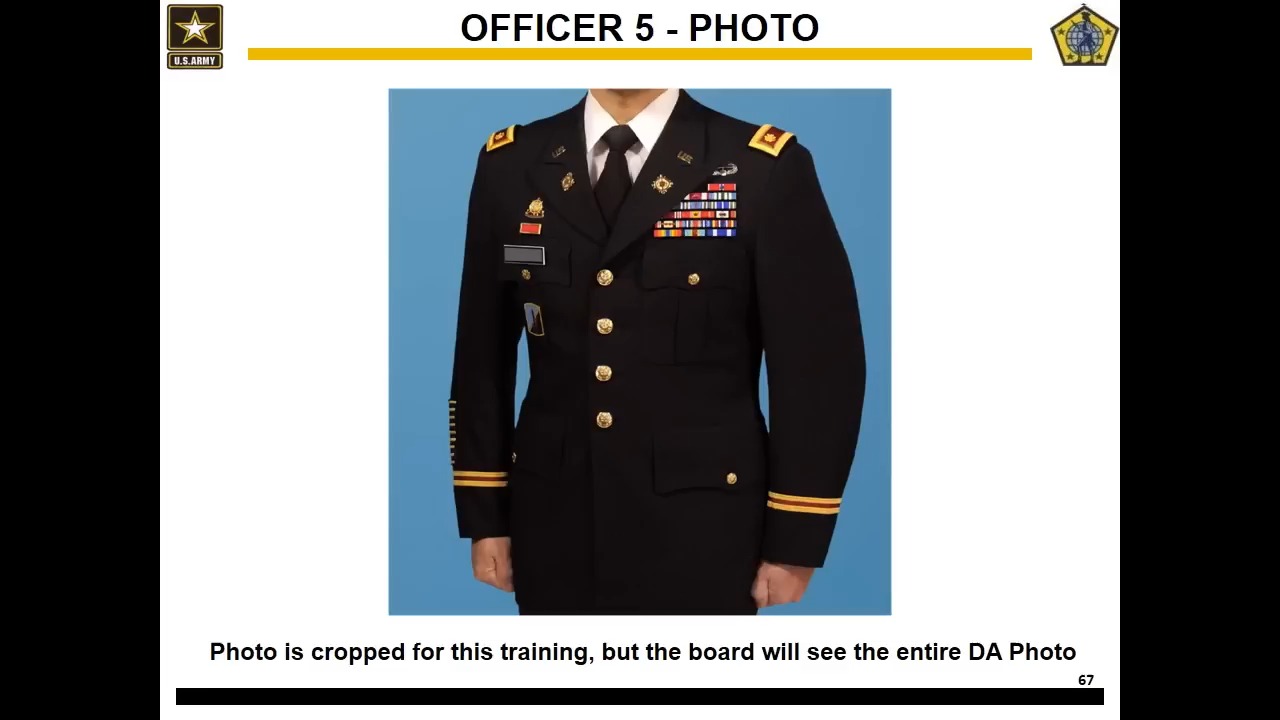 OFFICER 5 - PHOTO
U.S.ARMY
Photo is cropped for this training, but the board will see the entire DA Photo
67